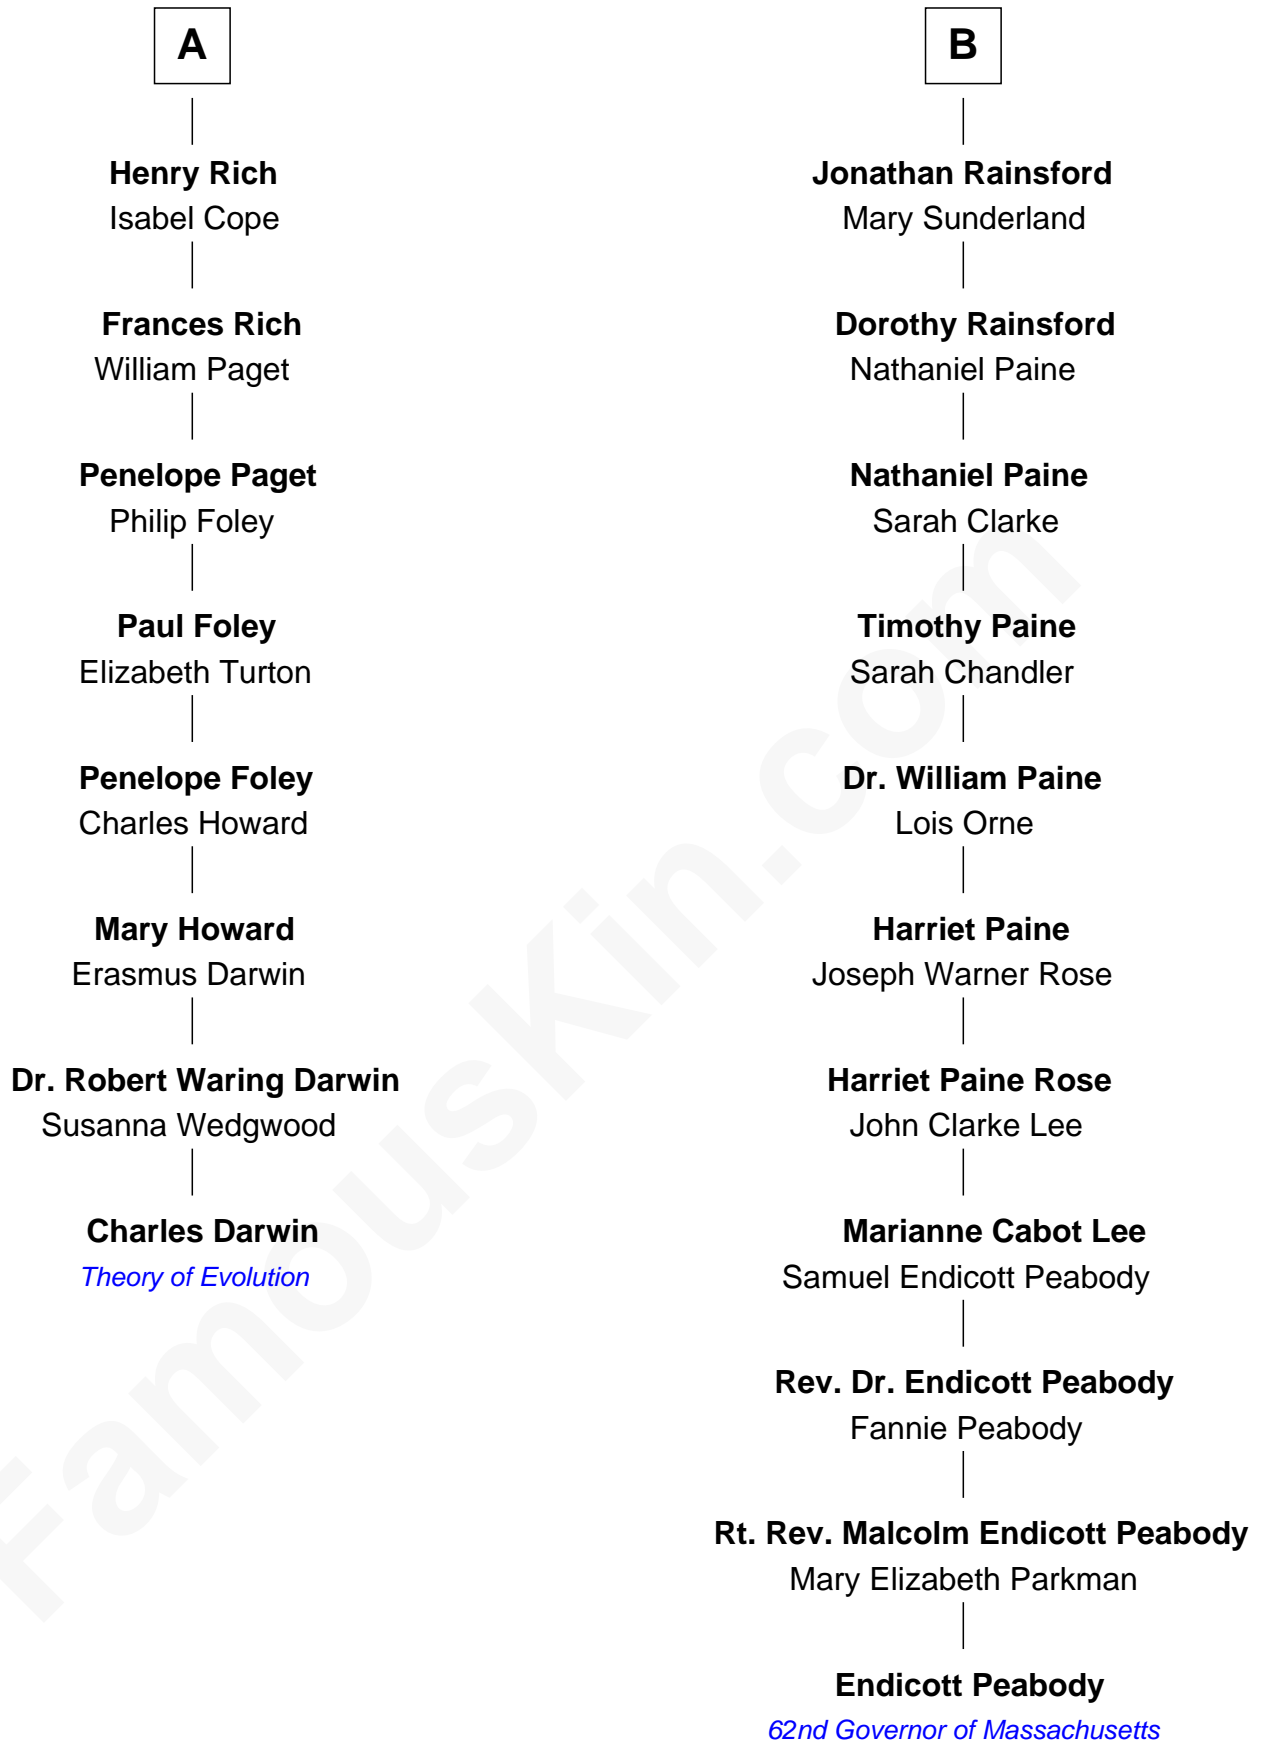 A
Henry Rich
Isabel Cope
Frances Rich
William Paget
Penelope Paget
Philip Foley
Paul Foley
Elizabeth Turton
Penelope Foley
Charles Howard
Mary Howard
Erasmus Darwin
Dr. Robert Waring Darwin
Susanna Wedgwood
Charles Darwin
Theory of Evolution
B
Jonathan Rainsford
Mary Sunderland
Dorothy Rainsford
Nathaniel Paine
Nathaniel Paine
Sarah Clarke
Timothy Paine
Sarah Chandler
Dr. William Paine
Lois Orne
Harriet Paine
Joseph Warner Rose
Harriet Paine Rose
John Clarke Lee
Marianne Cabot Lee
Samuel Endicott Peabody
Rev. Dr. Endicott Peabody
Fannie Peabody
Rt. Rev. Malcolm Endicott Peabody
Mary Elizabeth Parkman
Endicott Peabody
62nd Governor of Massachusetts
FamousKin.com